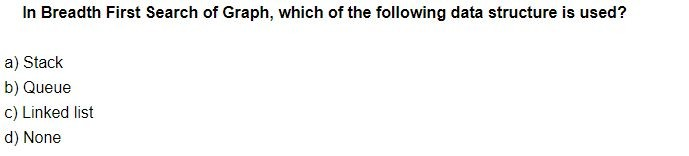 In Breadth First Search of Graph, which of the following data structure is used?
a) Stack
b) Queue
c) Linked list
d) None